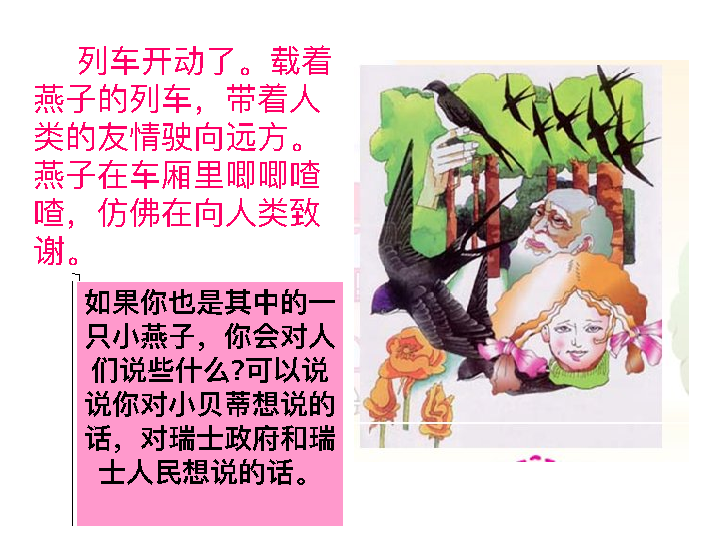 列车开动了。载着
燕子的列车，带着人
类的友情驶向远方。
燕子在车厢里唧唧喳
喳，仿佛在向人类致
谢。
如果你也是其中的一
只小燕子，你会对人
们说些什么?可以说
说你对小贝蒂想说的
话，对瑞士政府和瑞
士人民想说的话。